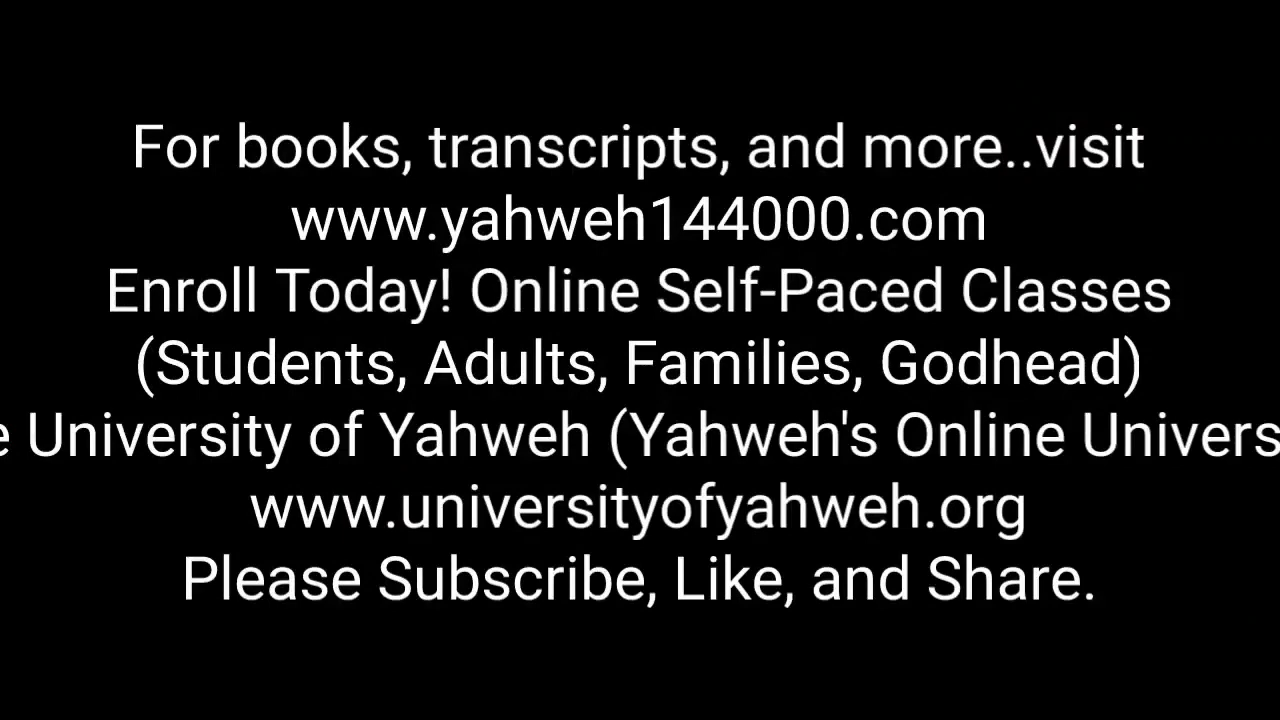 For books, transcripts, and more..visit
www.yahweh144000.com
Enroll Today! Online Self-Paced Classes
(Students, Adults, Families, Godhead)
University of Yahweh (Yahweh's Online
www.universityofyahweh.org
Please Subscribe, Like, and Share.